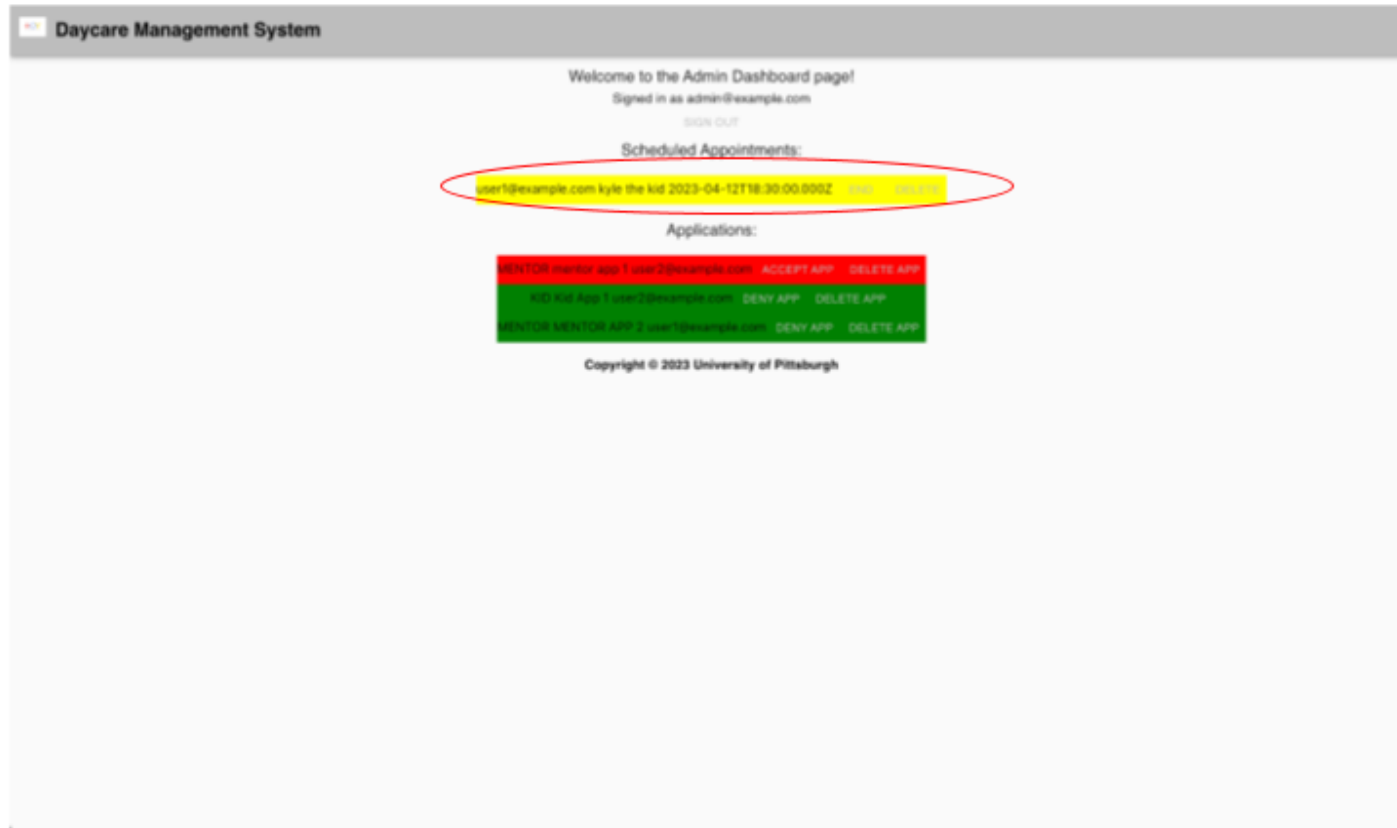 Daycare Management System
Welcome to the Admin Dashboard page!
Signed in as admin@example.com
SIGN OUT
Scheduled Appointments:
user1@example.com kyle the kid 2023-04-12T18:30:00.000Z END DELETE
Applications:
MENTOR mentor app 1 user2@example.com ACCEPT APP DELETE APP
KID Kid App 1 user2@example.com DENY APP DELETE APP
MENTOR MENTOR APP 2 user1@example.com DENY APP DELETE APP
Copyright © 2023 University of Pittsburgh